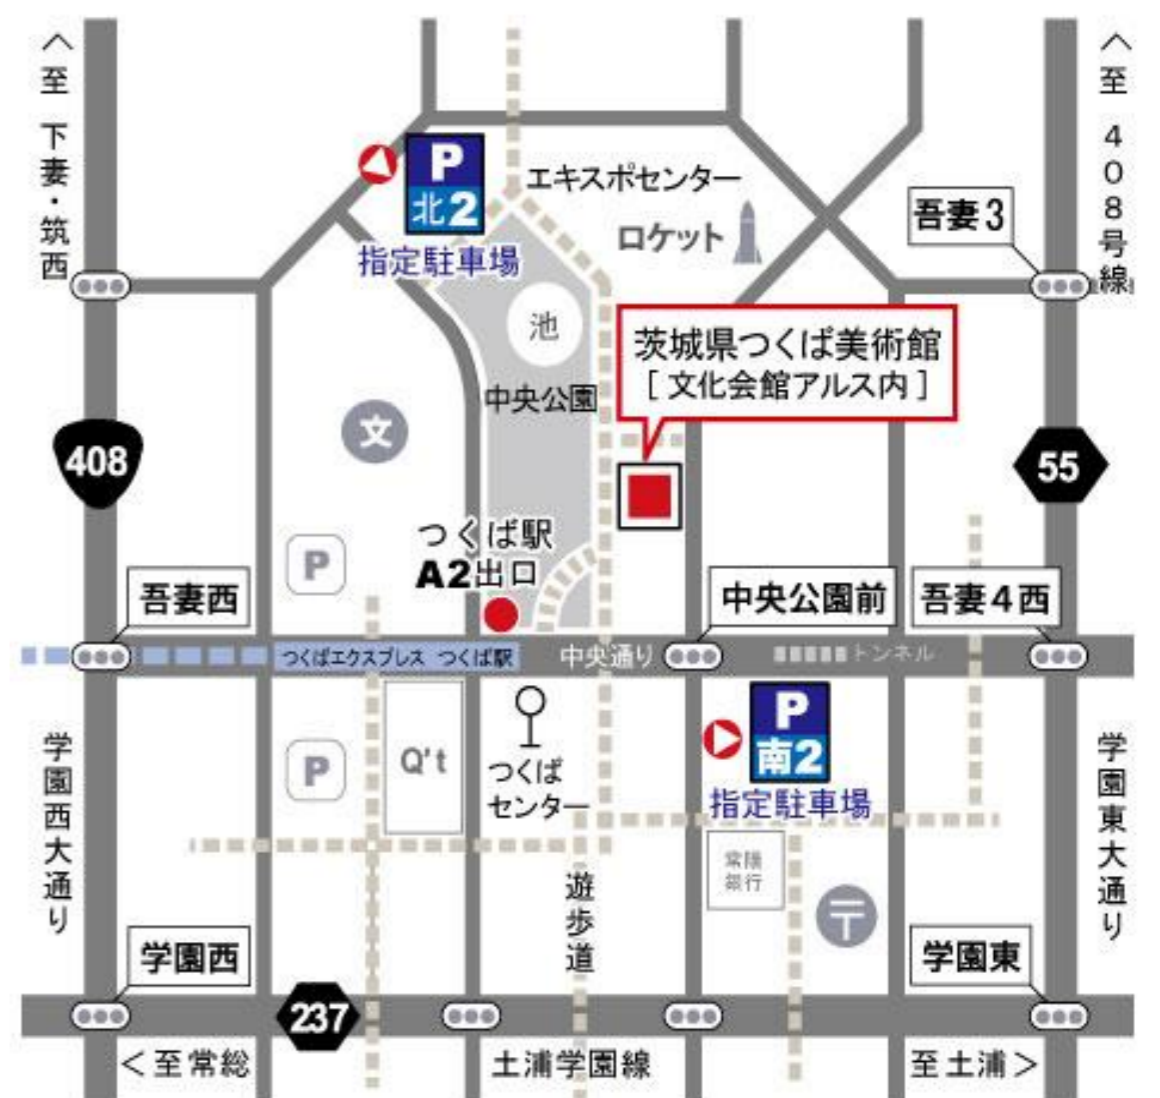 <至 下妻・筑西
<至 408号線
P
北2
指定駐車場
エキスポセンター
ロケット
吾妻3
池
茨城県つくば美術館
[ 文化会館アルス内 ]
中央公園
文
408
55
つくば駅
A2出口
P
吾妻西
中央公園前
吾妻4西
つくばエクスプレス つくば駅
中央通り
トンネル
P
南2
指定駐車場
学園西大通り
P
Q't
つくば
センター
学園東大通り
常陽
銀行
遊歩道
〒
学園西
学園東
237
<至常総
土浦学園線
至土浦>